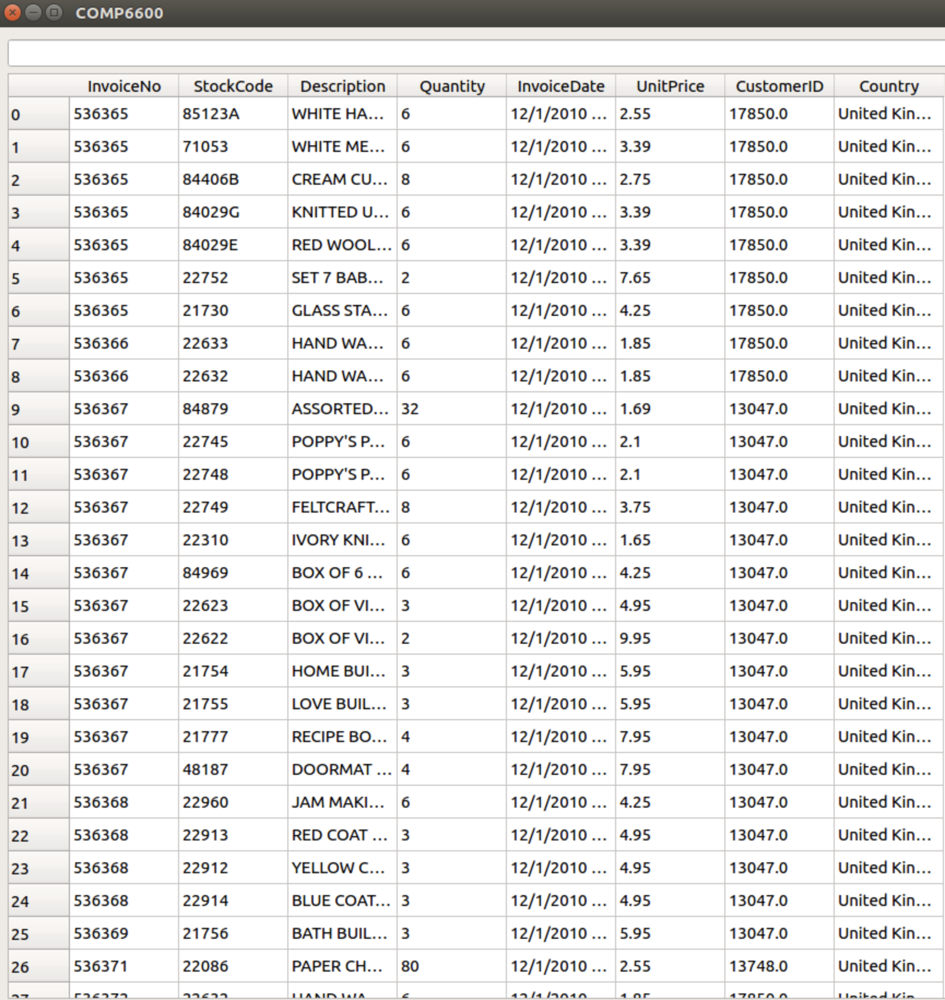 COMP6600
InvoiceNo StockCode Description Quantity InvoiceDate UnitPrice CustomerID Country
0 536365 85123A WHITE HA... 6 12/1/2010 ... 2.55 17850.0 United Kin...
1 536365 71053 WHITE ME... 6 12/1/2010 ... 3.39 17850.0 United Kin...
2 536365 84406B CREAM CU... 8 12/1/2010 ... 2.75 17850.0 United Kin...
3 536365 84029G KNITTED U... 6 12/1/2010 ... 3.39 17850.0 United Kin...
4 536365 84029E RED WOOL... 6 12/1/2010 ... 3.39 17850.0 United Kin...
5 536365 22752 SET 7 BAB... 2 12/1/2010 ... 7.65 17850.0 United Kin...
6 536365 21730 GLASS STA... 6 12/1/2010 ... 4.25 17850.0 United Kin...
7 536366 22633 HAND WA... 6 12/1/2010 ... 1.85 17850.0 United Kin...
8 536366 22632 HAND WA... 6 12/1/2010 ... 1.85 17850.0 United Kin...
9 536367 84879 ASSORTED... 32 12/1/2010 ... 1.69 13047.0 United Kin...
10 536367 22745 POPPY'S P... 6 12/1/2010 ... 2.1 13047.0 United Kin...
11 536367 22748 POPPY'S P... 6 12/1/2010 ... 2.1 13047.0 United Kin...
12 536367 22749 FELTCRAFT... 8 12/1/2010 ... 3.75 13047.0 United Kin...
13 536367 22310 IVORY KNI... 6 12/1/2010 ... 1.65 13047.0 United Kin...
14 536367 84969 BOX OF 6 ... 6 12/1/2010 ... 4.25 13047.0 United Kin...
15 536367 22623 BOX OF VI... 3 12/1/2010 ... 4.95 13047.0 United Kin...
16 536367 22622 BOX OF VI... 2 12/1/2010 ... 9.95 13047.0 United Kin...
17 536367 21754 HOME BUI... 3 12/1/2010 ... 5.95 13047.0 United Kin...
18 536367 21755 LOVE BUIL... 3 12/1/2010 ... 5.95 13047.0 United Kin...
19 536367 21777 RECIPE BO... 4 12/1/2010 ... 7.95 13047.0 United Kin...
20 536367 48187 DOORMAT ... 4 12/1/2010 ... 7.95 13047.0 United Kin...
21 536368 22960 JAM MAKI... 6 12/1/2010 ... 4.25 13047.0 United Kin...
22 536368 22913 RED COAT ... 3 12/1/2010 ... 4.95 13047.0 United Kin...
23 536368 22912 YELLOW C... 3 12/1/2010 ... 4.95 13047.0 United Kin...
24 536368 22914 BLUE COAT... 3 12/1/2010 ... 4.95 13047.0 United Kin...
25 536369 21756 BATH BUIL... 3 12/1/2010 ... 5.95 13047.0 United Kin...
26 536371 22086 PAPER CH... 80 12/1/2010 ... 2.55 13748.0 United Kin...